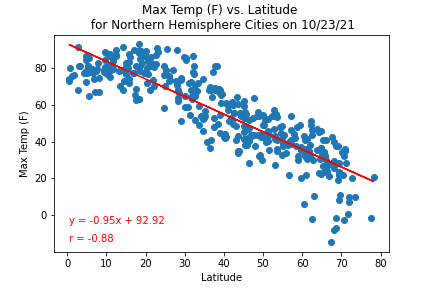 Max Temp (F) vs. Latitude
for Northern Hemisphere Cities on 10/23/21
Max Temp (F)
80
60
40
20
0
y = -0.95x + 92.92
r = -0.88
0 10 20 30 40 50 60 70 80
Latitude